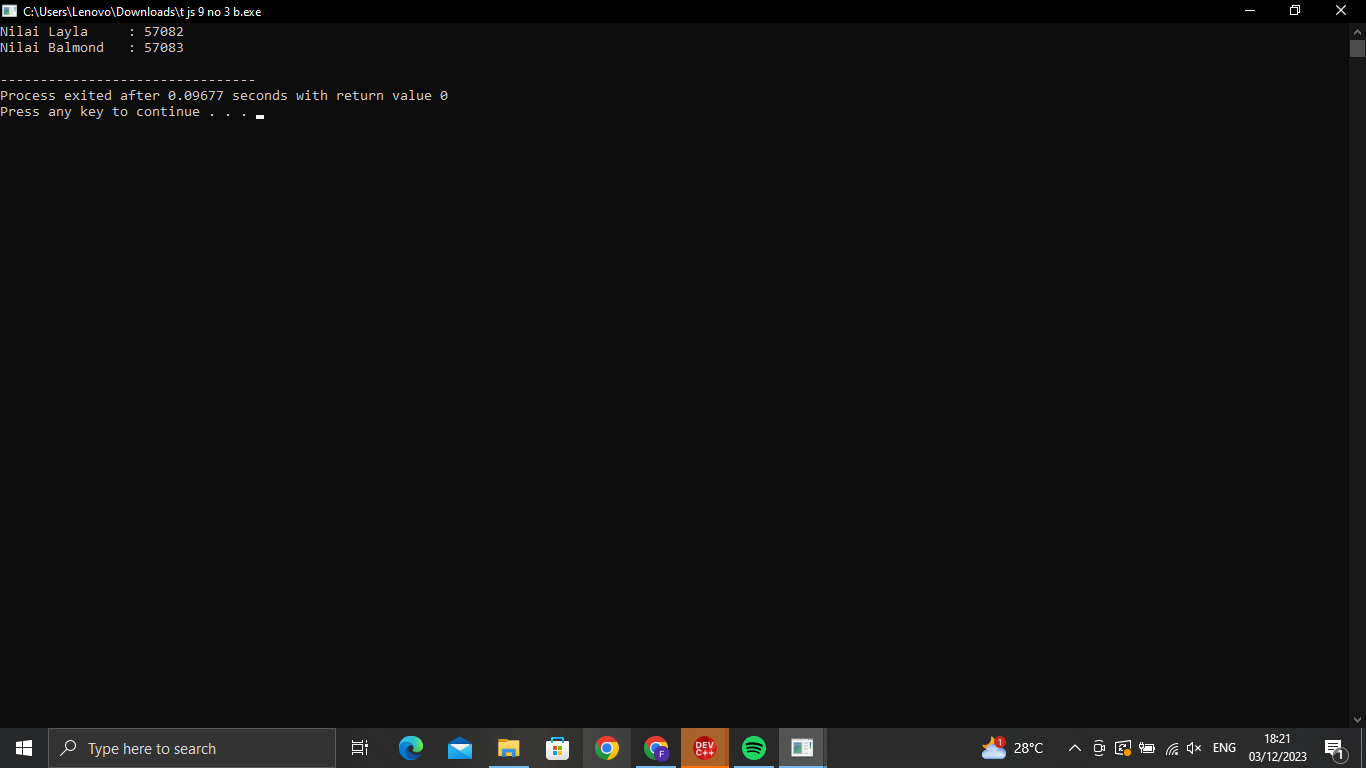 C:\Users\Lenovo\Downloads\t js 9 no 3 b.exe
Nilai Layla     : 57082
Nilai Balmond   : 57083
--------------------------------
Process exited after 0.09677 seconds with return value 0
Press any key to continue . . .
Type here to search
F
DEV
C++
1
28°C
ENG
18:21
03/12/2023
1